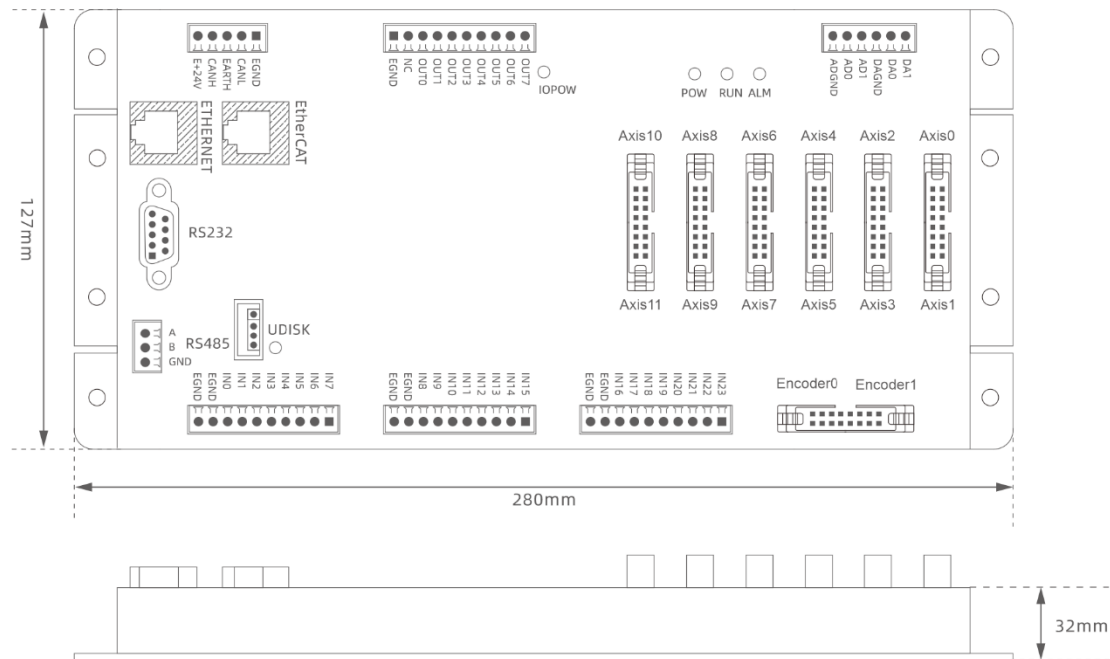 E+24V
CANH
EARTH
CANL
EGND
EGND
NC
OUT0
OUT1
OUT2
OUT3
OUT4
OUT5
OUT6
OUT7
IOPOW
POW RUN ALM
ADGND
AD0
AD1
DAGND
DA0
DA1
ETHERNET
EtherCAT
Axis10 Axis8 Axis6 Axis4 Axis2 Axis0
127mm
RS232
Axis11 Axis9 Axis7 Axis5 Axis3 Axis1
A
B
GND
RS485
UDISK
EGND
EGND
IN0
IN1
IN2
IN3
IN4
IN5
IN6
IN7
EGND
EGND
IN8
IN9
IN10
IN11
IN12
IN13
IN14
IN15
EGND
EGND
IN16
IN17
IN18
IN19
IN20
IN21
IN22
IN23
Encoder0 Encoder1
280mm
32mm